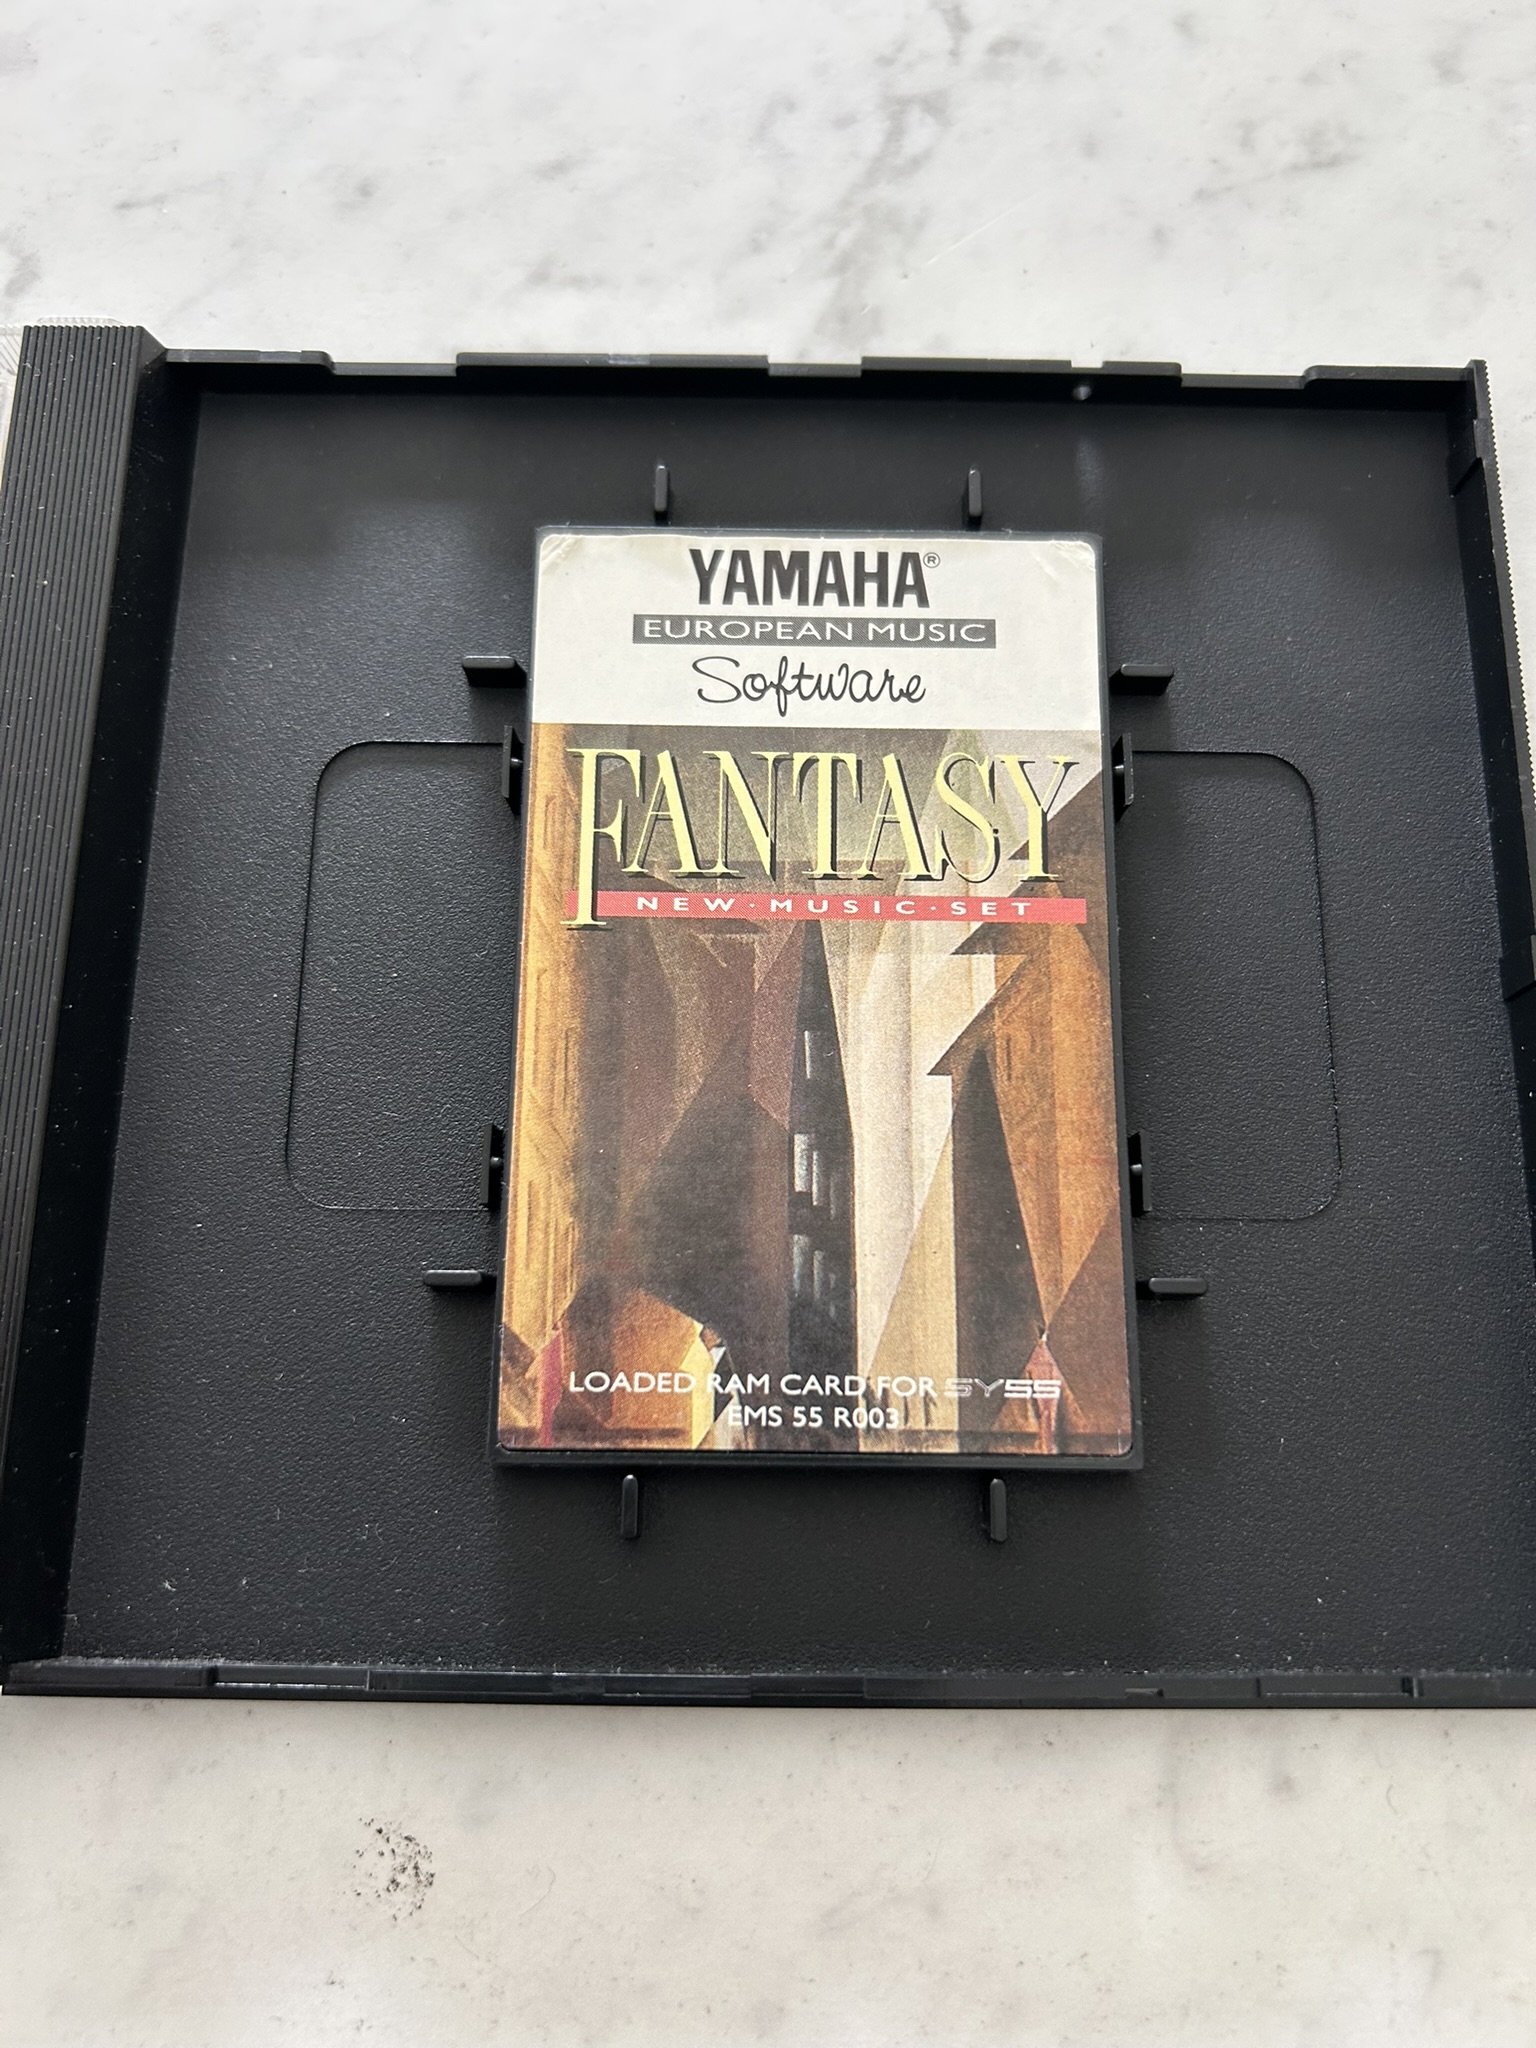 YAMAHA®
EUROPEAN MUSIC
Software
FANTASY
NEW·MUSIC·SET
LOADED RAM CARD FOR SY55
EMS 55 R003